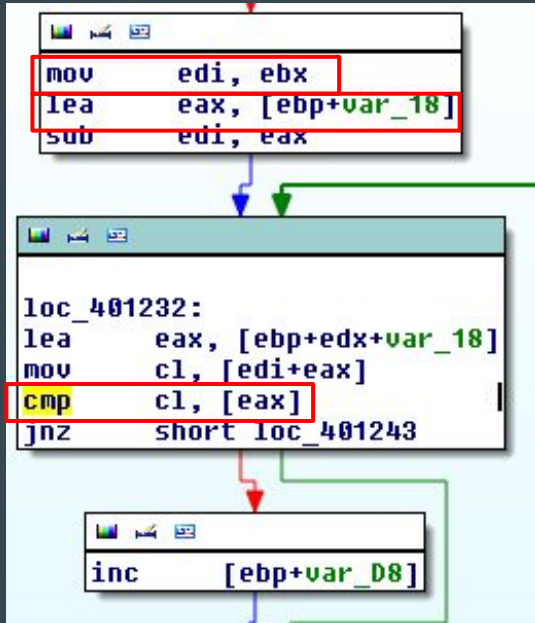 mov edi, ebx
lea eax, [ebp+var_18]
sub edi, eax
loc_401232:
lea eax, [ebp+edx+var_18]
mov cl, [edi+eax]
cmp cl, [eax]
jnz short loc_401243
inc [ebp+var_D8]